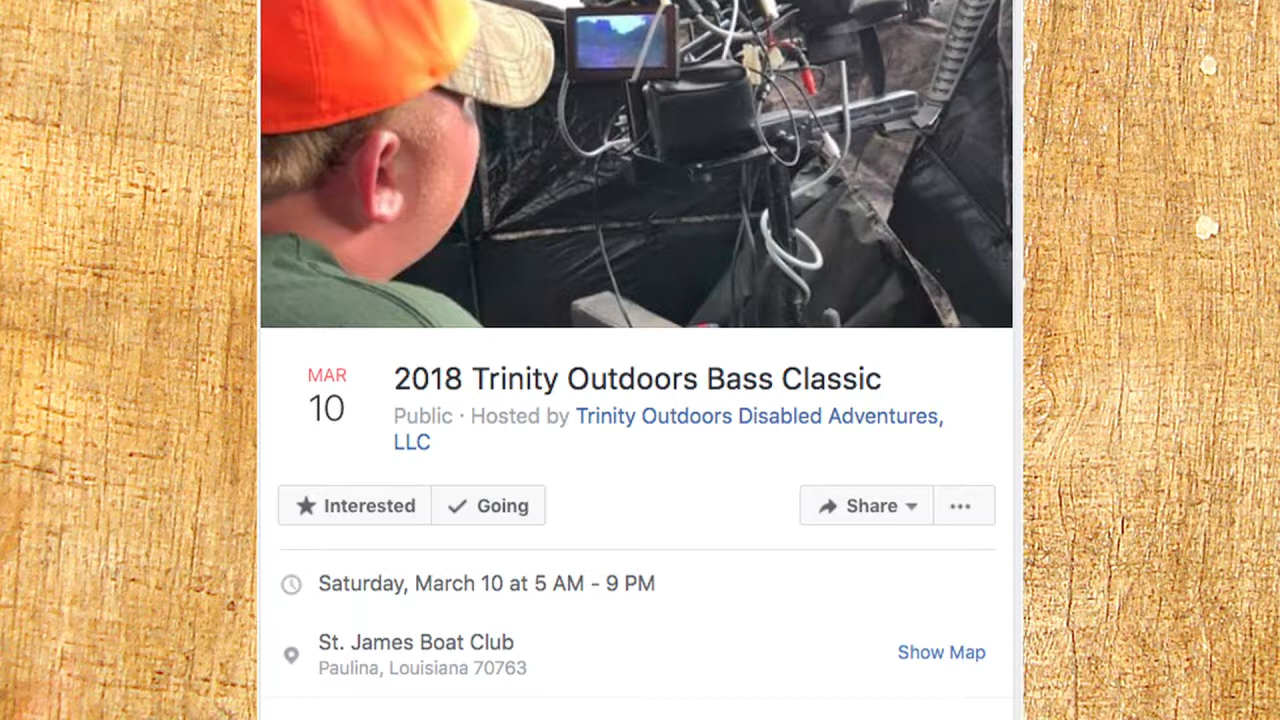 MAR
10
2018 Trinity Outdoors Bass Classic
Public · Hosted by Trinity Outdoors Disabled Adventures,
LLC
Interested
Going
Share
Saturday, March 10 at 5 AM - 9 PM
St. James Boat Club
Paulina, Louisiana 70763
Show Map